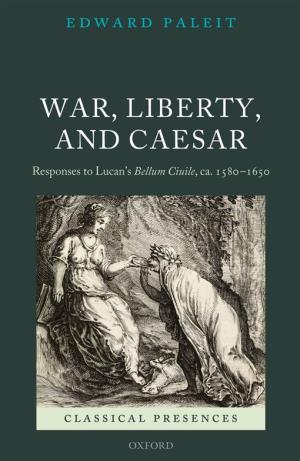 EDWARD PALEIT
WAR, LIBERTY,
AND CAESAR
Responses to Lucan's Bellum Ciuile, ca. 1580–1650
CLASSICAL PRESENCES
OXFORD